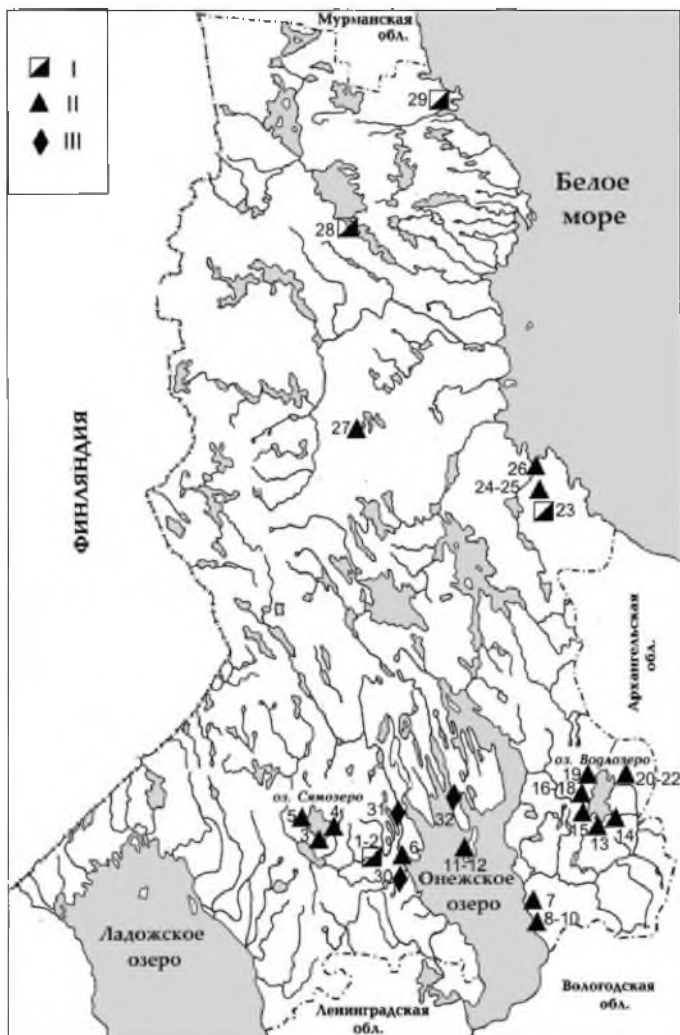 Мурманская
обл.
I
II
III
29
Белое
море
28
27
ФИНЛЯНДИЯ
26
24-25
23
Архангельская
обл.
оз. Водлозеро
19
20-22
16-18
оз. Сямозеро
5
4
3
1-2
31
32
15
13
14
6
11-12
30
Онежское
озеро
7
8-10
Ладожское
озеро
Ленинградская
обл.
Вологодская
обл.